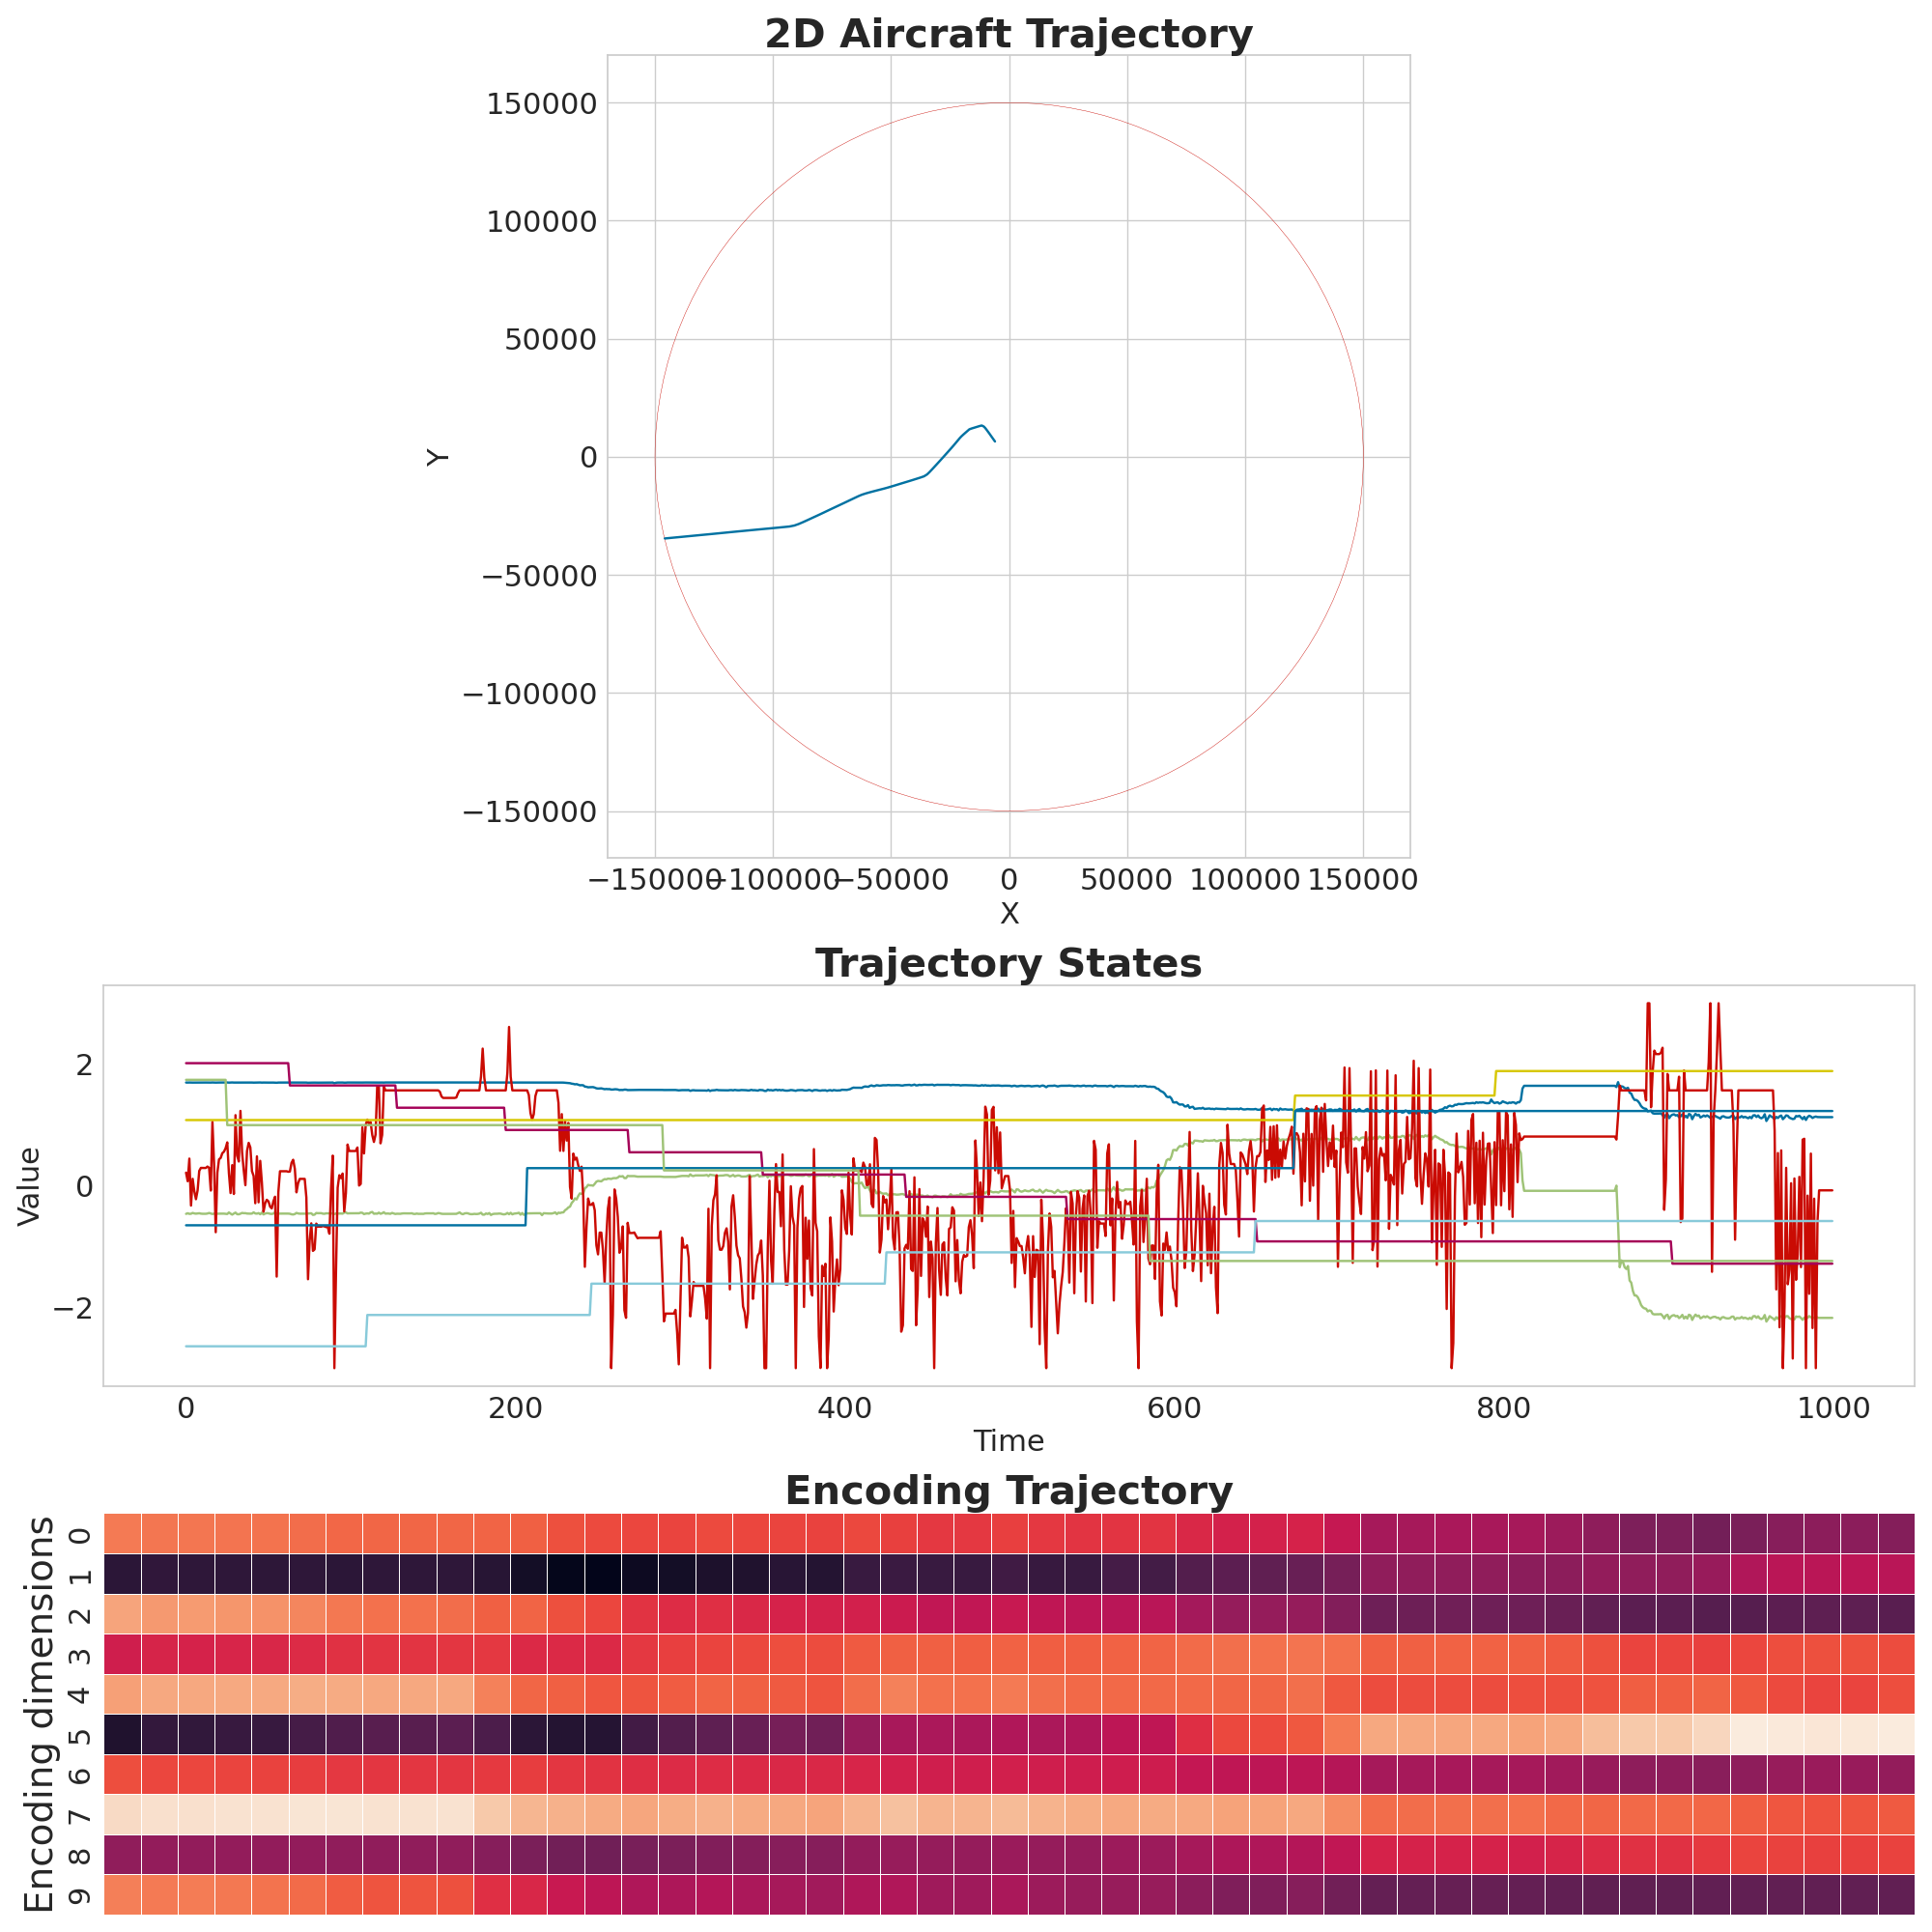 2D Aircraft Trajectory
150000
100000
50000
0
−50000
−100000
−150000
Y
−150000 −100000 −50000 0 50000 100000 150000
X
Trajectory States
2
0
−2
Value
0 200 400 600 800 1000
Time
Encoding Trajectory
Encoding dimensions
0
1
2
3
4
5
6
7
8
9